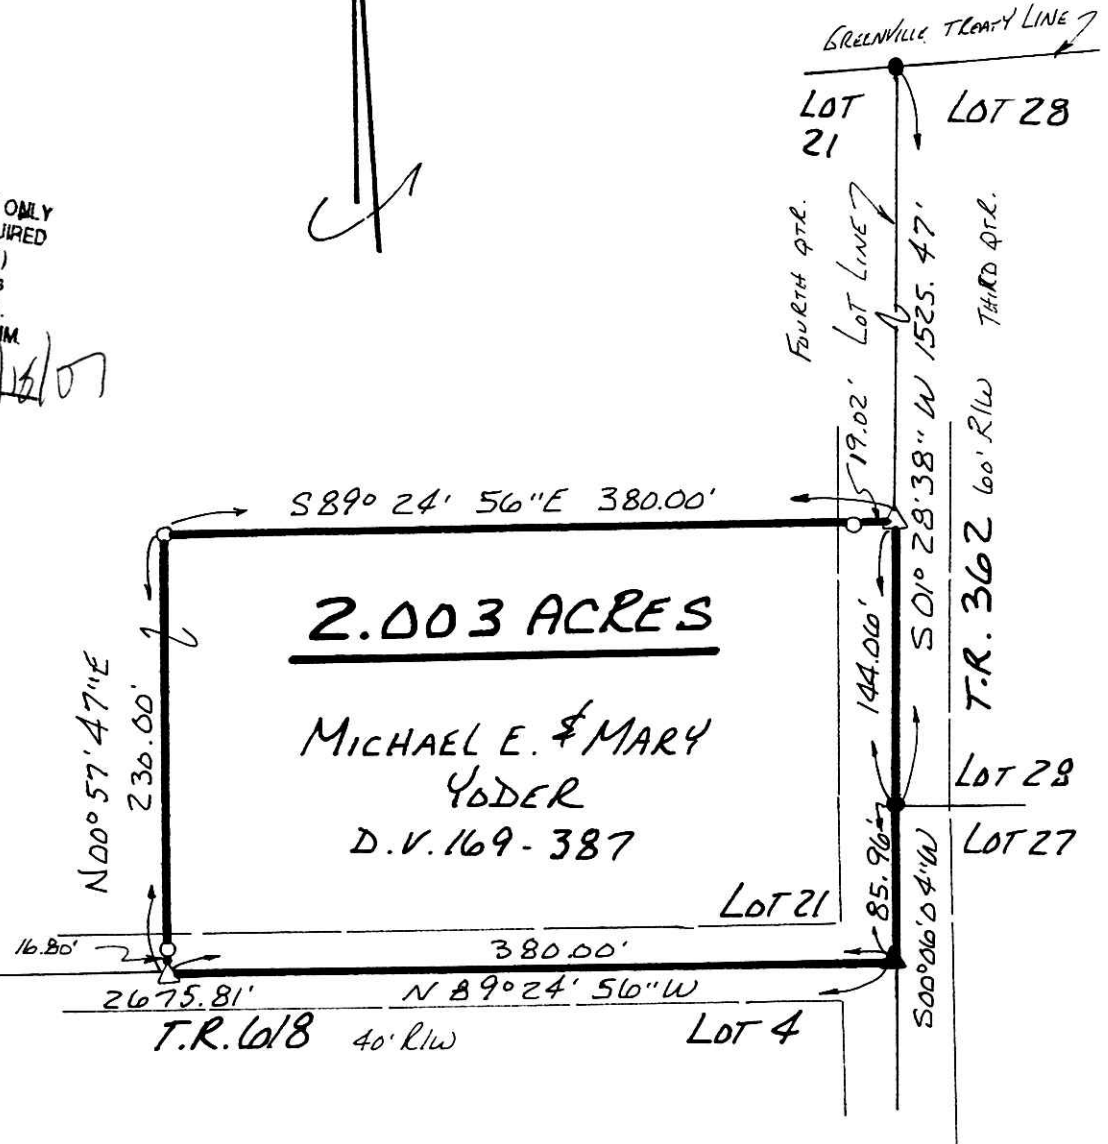 GREENVILLE TREATY LINE
LOT
21
LOT 28
ONLY
FOURTH QTR.
LOT LINE
S 01° 28' 38" W 1525.47'
THIRD QTR.
19.02'
T.R. 362 60' R/W
S 89° 24' 56" E 380.00'
2.003 ACRES
MICHAEL E. & MARY
YODER
D.V. 169-387
N 00° 57' 47" E
230.00'
144.06'
85.96'
LOT 28
LOT 27
S 00° 06' 04" W
LOT 21
16.80'
380.00'
2675.81'
N 89° 24' 56" W
T.R. 618 40' R/W
LOT 4